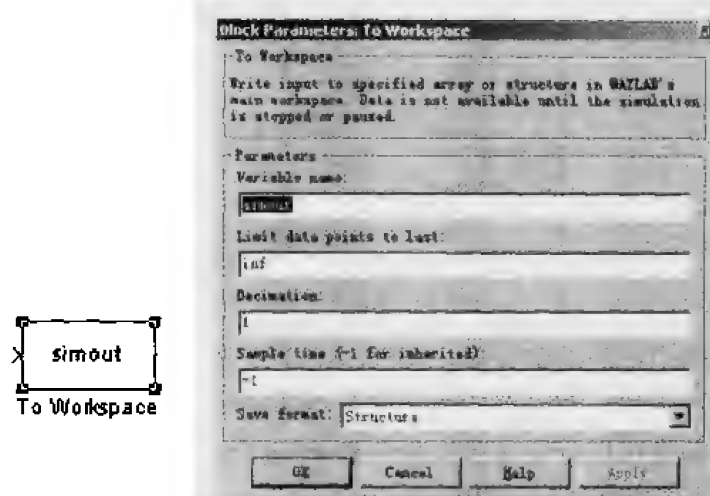 Block Parameters: To Workspace
To Workspace
Write input to specified array or structure in MATLAB's
main workspace. Data is not available until the simulation
is stopped or paused.
Parameters
Variable name:
simout
Limit data points to last:
inf
Decimation:
1
Sample time (-1 for inherited):
-1
Save format: Structure
OK Cancel Help Apply
simout
To Workspace